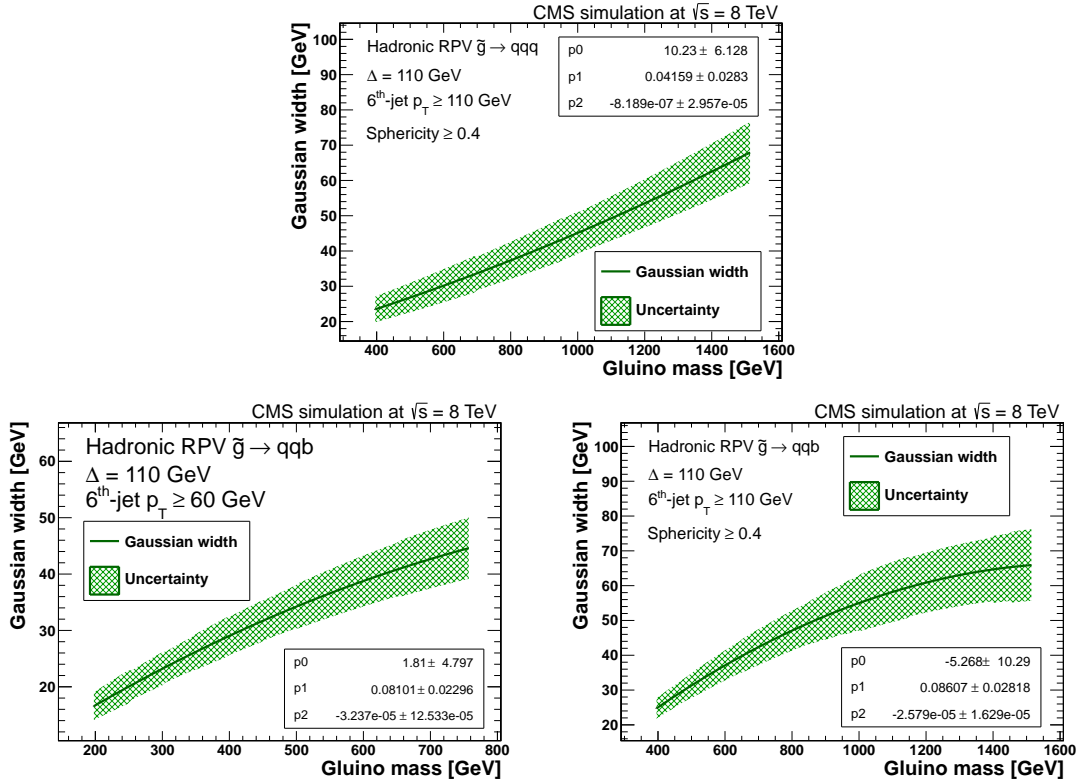 CMS simulation at √s = 8 TeV
Gaussian width [GeV]
100
90
80
70
60
50
40
30
20
Hadronic RPV g̃ → qqq
Δ = 110 GeV
6th-jet pT ≥ 110 GeV
Sphericity ≥ 0.4
p0 10.23 ± 6.128
p1 0.04159 ± 0.0283
p2 -8.189e-07 ± 2.957e-05
Gaussian width
Uncertainty
400 600 800 1000 1200 1400 1600
Gluino mass [GeV]
CMS simulation at √s = 8 TeV
Gaussian width [GeV]
60
50
40
30
20
Hadronic RPV g̃ → qqb
Δ = 110 GeV
6th-jet pT ≥ 60 GeV
Gaussian width
Uncertainty
p0 1.81 ± 4.797
p1 0.08101 ± 0.02296
p2 -3.237e-05 ± 12.533e-05
200 300 400 500 600 700 800
Gluino mass [GeV]
CMS simulation at √s = 8 TeV
Gaussian width [GeV]
100
90
80
70
60
50
40
30
20
Hadronic RPV g̃ → qqb
Δ = 110 GeV
6th-jet pT ≥ 110 GeV
Sphericity ≥ 0.4
Gaussian width
Uncertainty
p0 -5.268 ± 10.29
p1 0.08607 ± 0.02818
p2 -2.579e-05 ± 1.629e-05
400 600 800 1000 1200 1400 1600
Gluino mass [GeV]